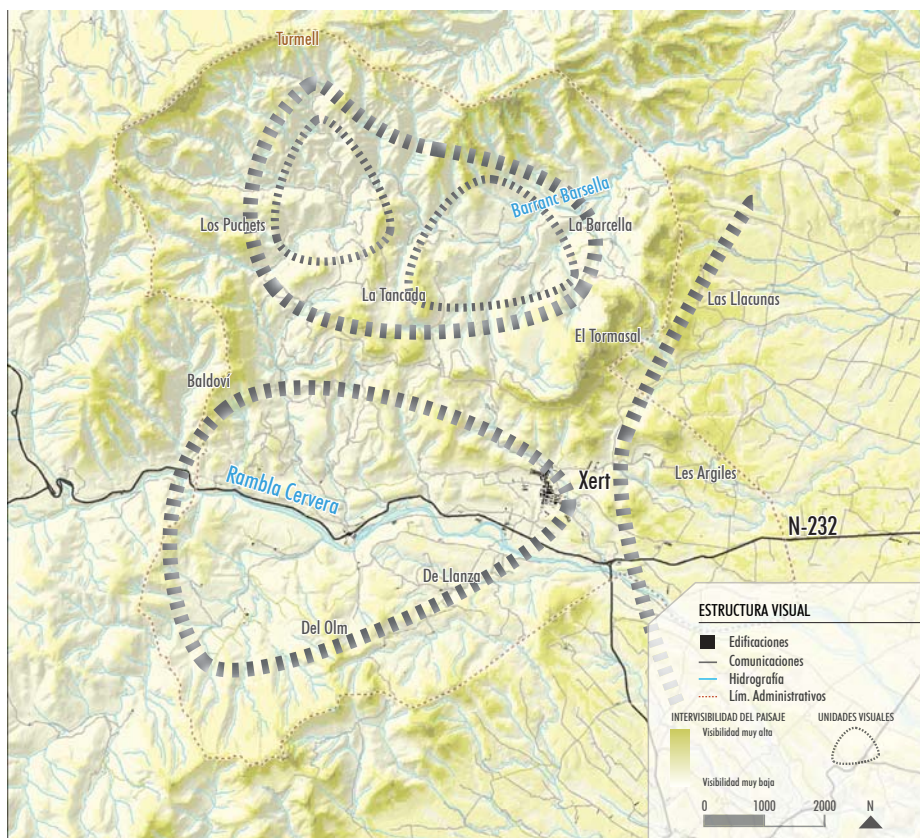 Turmell
Barranc Barsella
Los Puchets
La Barcella
La Tancada
Las Llacunas
El Tormasal
Baldoví
Rambla Cervera
Xert
Les Argiles
N-232
De Llanza
Del Olm
ESTRUCTURA VISUAL
Edificaciones
Comunicaciones
Hidrografía
Lím. Administrativos
INTERVISIBILIDAD DEL PAISAJE
UNIDADES VISUALES
Visibilidad muy alta
Visibilidad muy baja
0 1000 2000 N